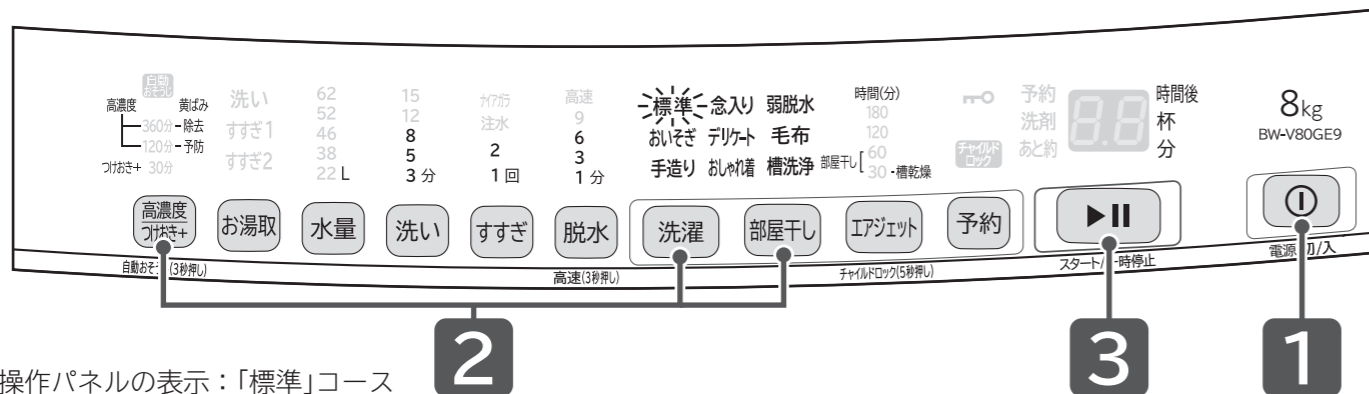 自動
おそうじ
高濃度 黄ばみ
360分 - 除去
120分 - 予防
つけおき+ 30分
洗い
すすぎ1
すすぎ2
62
52
46
38
22 L
15
12
8
5
3 分
ナイアガラ
注水
2
1 回
高速
9
6
3
1 分
標準 念入り 弱脱水
おいそぎ デリケート 毛布
手造り おしゃれ着 槽洗浄
時間(分)
180
120
部屋干し[ 60
30 -槽乾燥
チャイルド
ロック
予約
洗剤
あと約
8.8
時間後
杯
分
8kg
BW-V80GE9
高濃度
つけおき+
お湯取
水量
洗い
すすぎ
脱水
洗濯
部屋干し
エアジェット
予約
自動おそうじ(3秒押し)
高速(3秒押し)
チャイルドロック(5秒押し)
スタート/一時停止
電源 切/入
2
3
1
操作パネルの表示:「標準」コース